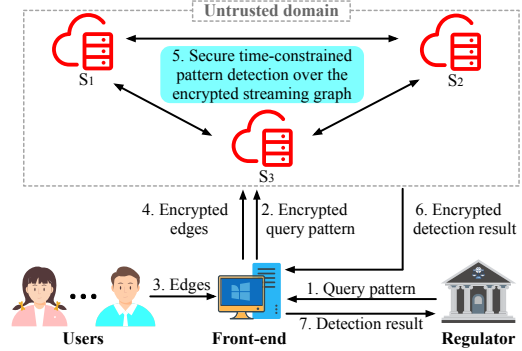 Untrusted domain
5. Secure time-constrained
pattern detection over the
encrypted streaming graph
S1
S2
S3
4. Encrypted
edges
2. Encrypted
query pattern
6. Encrypted
detection result
3. Edges
1. Query pattern
7. Detection result
Users
Front-end
Regulator